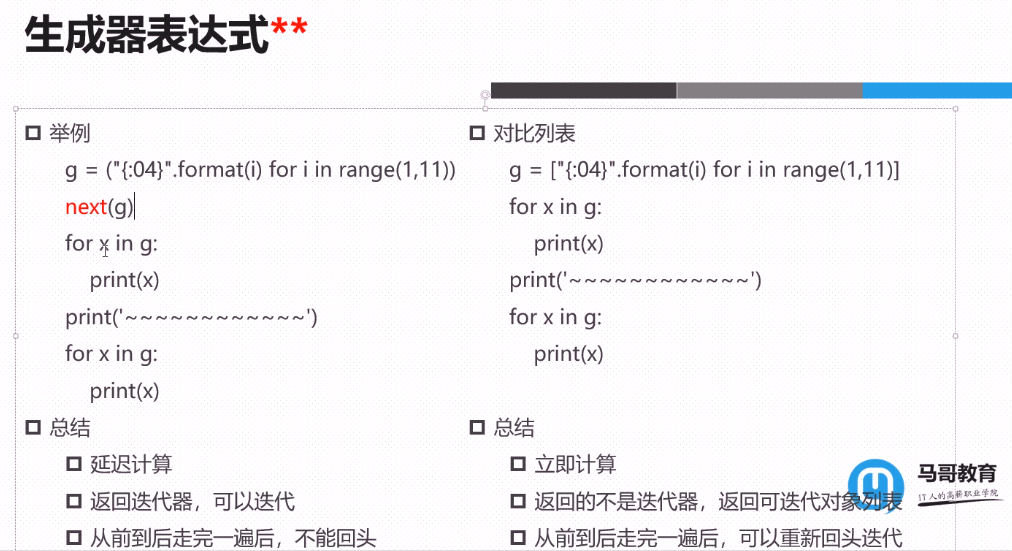 生成器表达式**
举例
g = ("{:04}".format(i) for i in range(1,11))
next(g)
for x in g:
print(x)
print('~~~~~~~~~~~~')
for x in g:
print(x)
总结
延迟计算
返回迭代器，可以迭代
从前到后走完一遍后，不能回头
对比列表
g = ["{:04}".format(i) for i in range(1,11)]
for x in g:
print(x)
print('~~~~~~~~~~~~')
for x in g:
print(x)
总结
立即计算
返回的不是迭代器，返回可迭代对象列表
从前到后走完一遍后，可以重新回头迭代
马哥教育
IT人的高薪职业学院